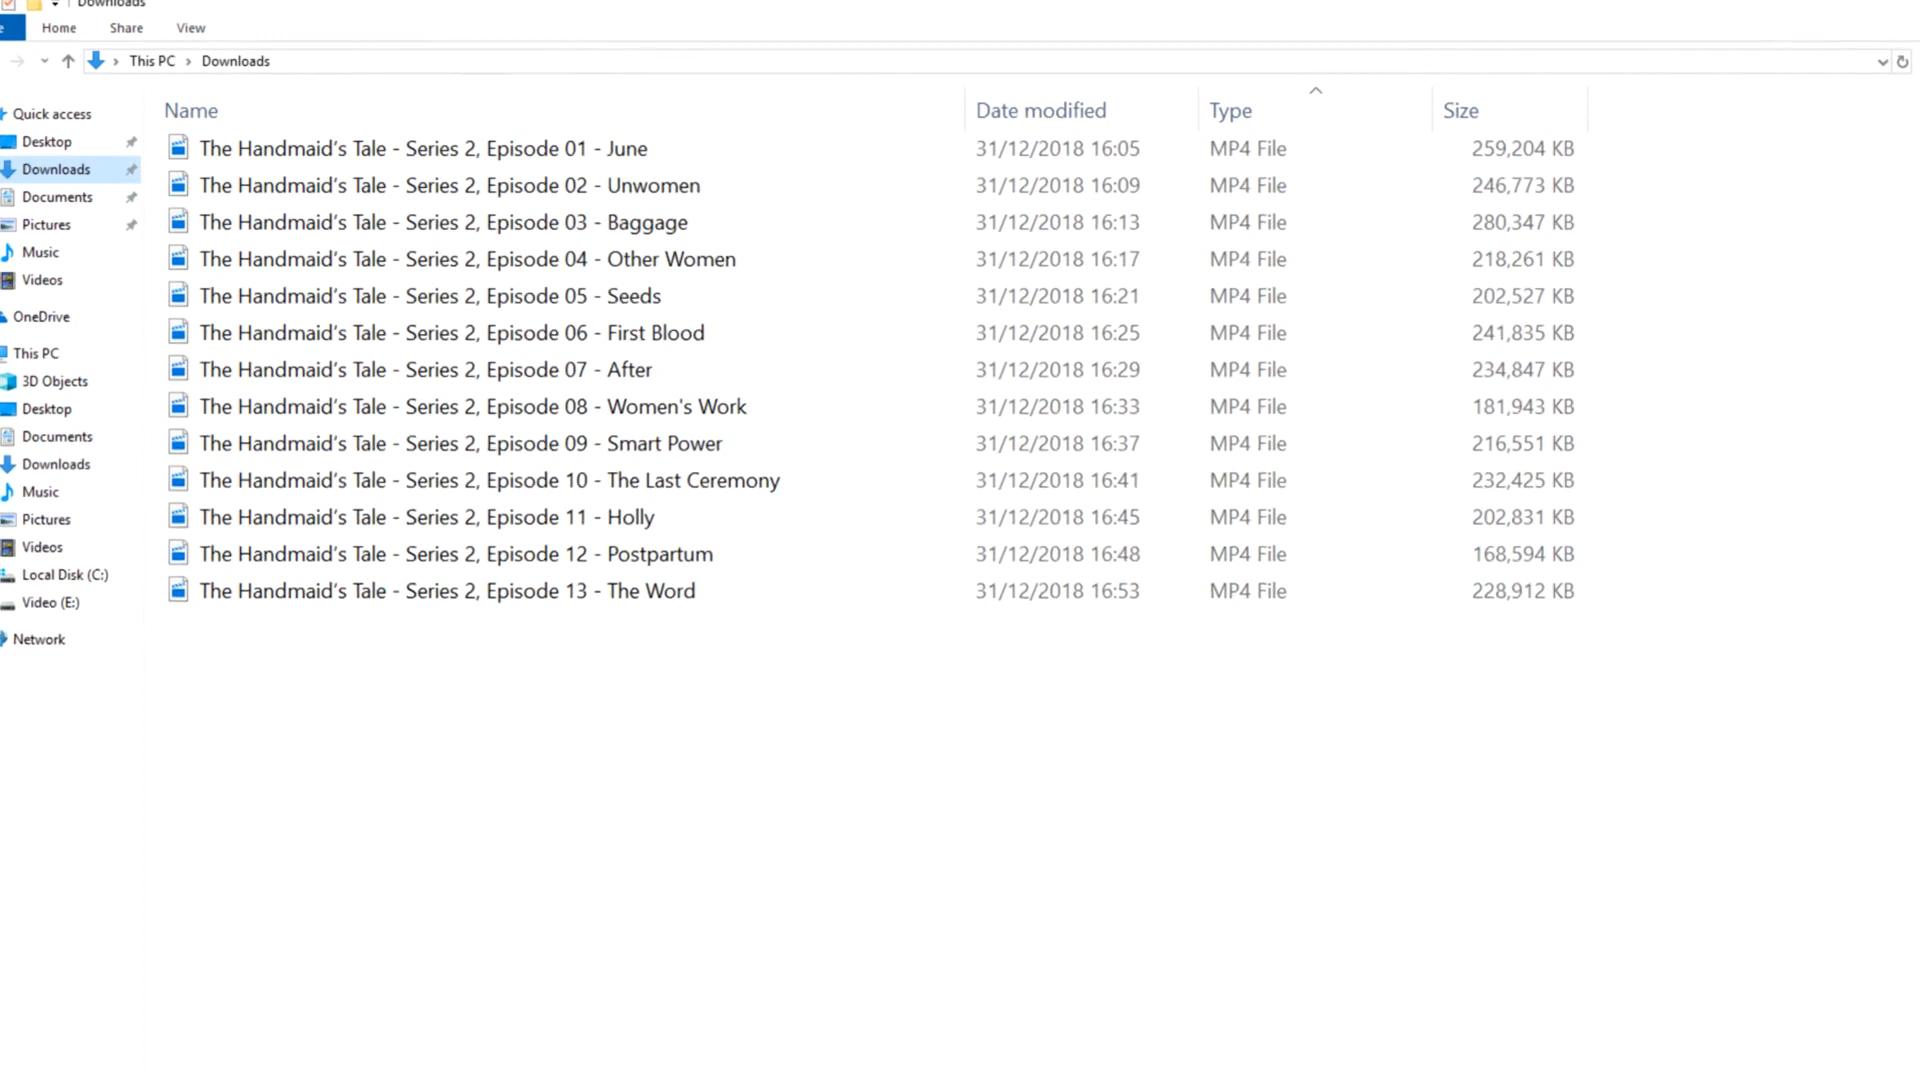 Downloads
Home Share View
This PC > Downloads
Name Date modified Type Size
Quick access
Desktop
Downloads
Documents
Pictures
Music
Videos
OneDrive
This PC
3D Objects
Desktop
Documents
Downloads
Music
Pictures
Videos
Local Disk (C:)
Video (E:)
Network
The Handmaid's Tale - Series 2, Episode 01 - June 31/12/2018 16:05 MP4 File 259,204 KB
The Handmaid's Tale - Series 2, Episode 02 - Unwomen 31/12/2018 16:09 MP4 File 246,773 KB
The Handmaid's Tale - Series 2, Episode 03 - Baggage 31/12/2018 16:13 MP4 File 280,347 KB
The Handmaid's Tale - Series 2, Episode 04 - Other Women 31/12/2018 16:17 MP4 File 218,261 KB
The Handmaid's Tale - Series 2, Episode 05 - Seeds 31/12/2018 16:21 MP4 File 202,527 KB
The Handmaid's Tale - Series 2, Episode 06 - First Blood 31/12/2018 16:25 MP4 File 241,835 KB
The Handmaid's Tale - Series 2, Episode 07 - After 31/12/2018 16:29 MP4 File 234,847 KB
The Handmaid's Tale - Series 2, Episode 08 - Women's Work 31/12/2018 16:33 MP4 File 181,943 KB
The Handmaid's Tale - Series 2, Episode 09 - Smart Power 31/12/2018 16:37 MP4 File 216,551 KB
The Handmaid's Tale - Series 2, Episode 10 - The Last Ceremony 31/12/2018 16:41 MP4 File 232,425 KB
The Handmaid's Tale - Series 2, Episode 11 - Holly 31/12/2018 16:45 MP4 File 202,831 KB
The Handmaid's Tale - Series 2, Episode 12 - Postpartum 31/12/2018 16:48 MP4 File 168,594 KB
The Handmaid's Tale - Series 2, Episode 13 - The Word 31/12/2018 16:53 MP4 File 228,912 KB